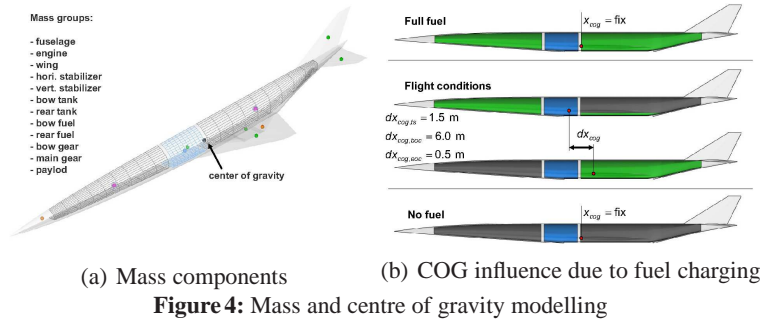 Mass groups:
- fuselage
- engine
- wing
- hori. stabilizer
- vert. stabilizer
- bow tank
- rear tank
- bow fuel
- rear fuel
- bow gear
- main gear
- paylod
center of gravity
(a) Mass components
Full fuel
x_cog = fix
Flight conditions
dx_cog,ts = 1.5 m
dx_cog,boc = 6.0 m
dx_cog,eoc = 0.5 m
dx_cog
No fuel
x_cog = fix
(b) COG influence due to fuel charging
Figure 4: Mass and centre of gravity modelling